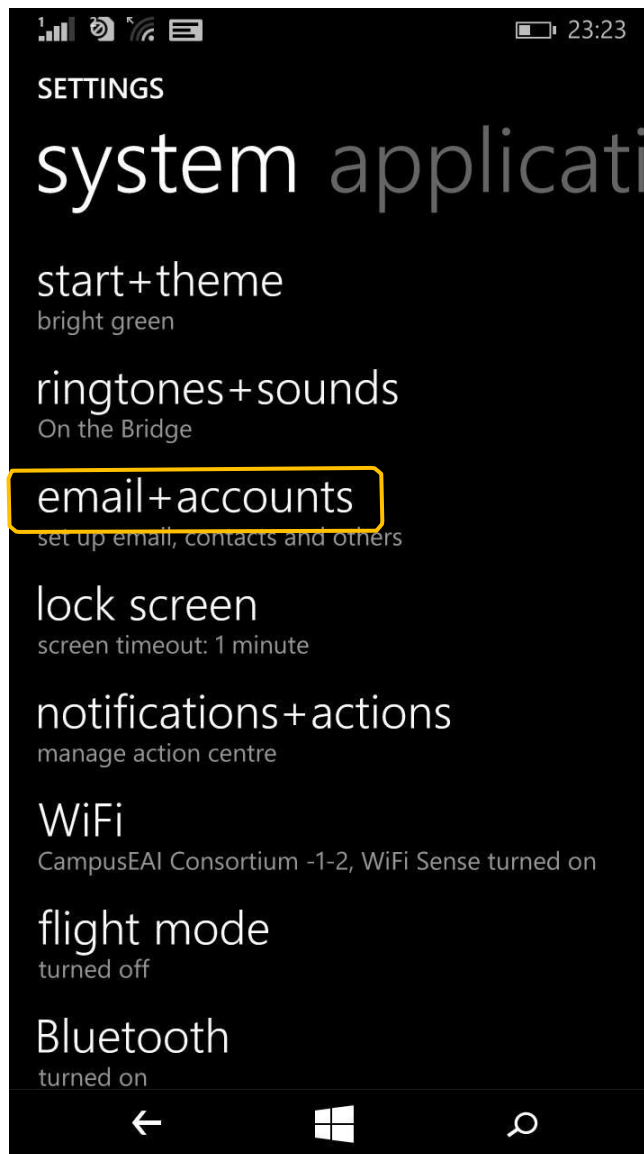 1
23:23
SETTINGS
system applicati
start+theme
bright green
ringtones+sounds
On the Bridge
email+accounts
set up email, contacts and others
lock screen
screen timeout: 1 minute
notifications+actions
manage action centre
WiFi
CampusEAI Consortium -1-2, WiFi Sense turned on
flight mode
turned off
Bluetooth
turned on